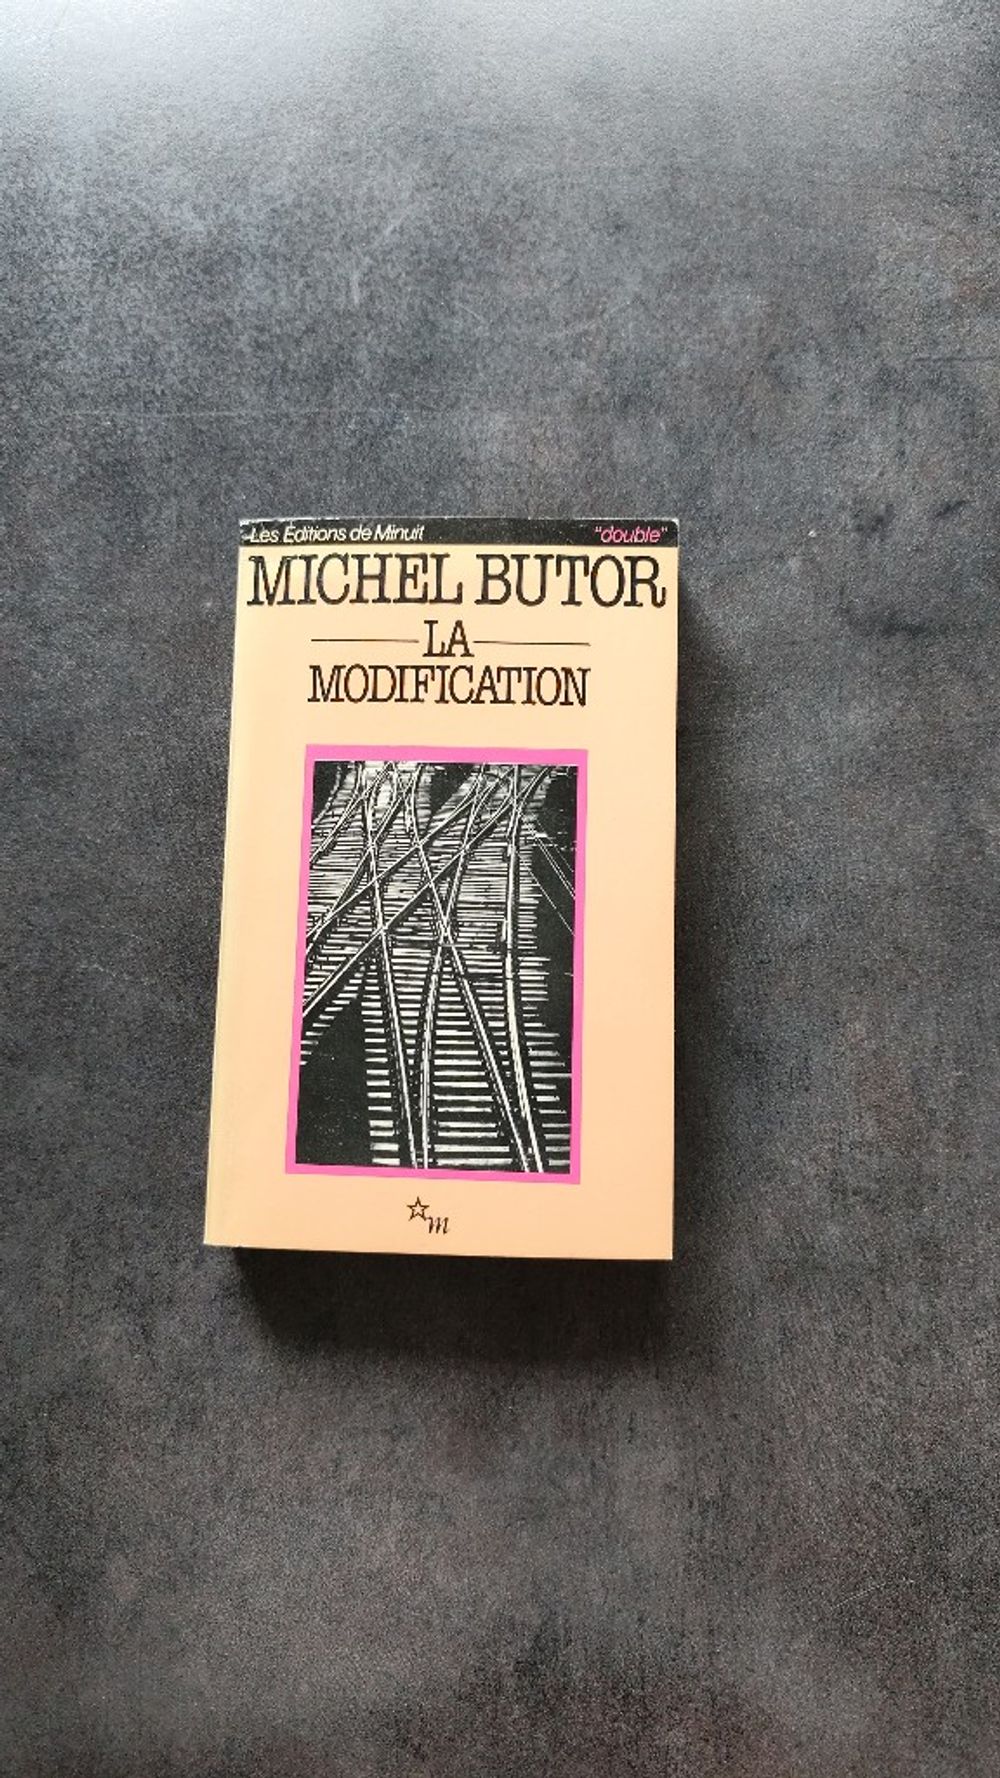 Les Éditions de Minuit "double"
MICHEL BUTOR
LA
MODIFICATION
m